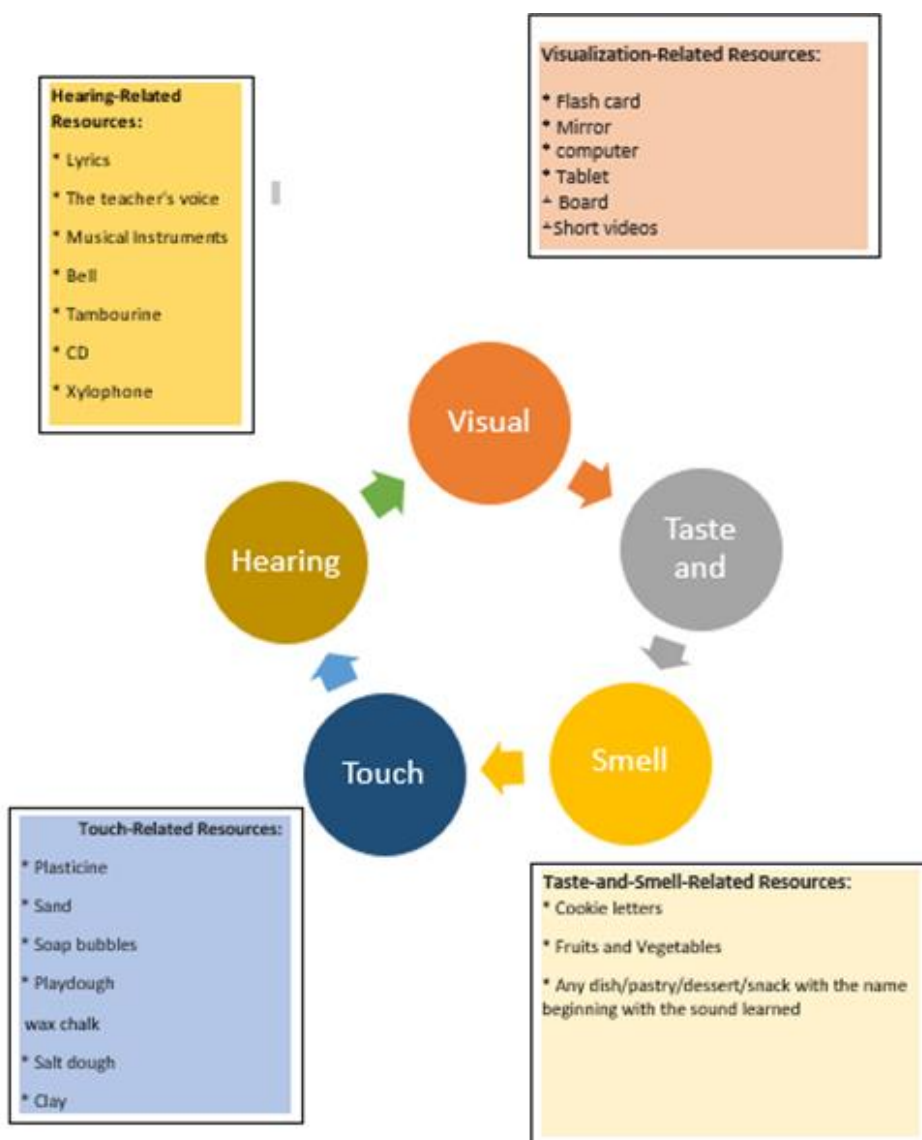 Visualization-Related Resources:
* Flash card
* Mirror
* computer
* Tablet
* Board
*Short videos
Hearing-Related
Resources:
* Lyrics
* The teacher's voice
* Musical Instruments
* Bell
* Tambourine
* CD
* Xylophone
Visual
Taste
and
Hearing
Smell
Touch
Touch-Related Resources:
* Plasticine
* Sand
* Soap bubbles
* Playdough
wax chalk
* Salt dough
* Clay
Taste-and-Smell-Related Resources:
* Cookie letters
* Fruits and Vegetables
* Any dish/pastry/dessert/snack with the name
beginning with the sound learned